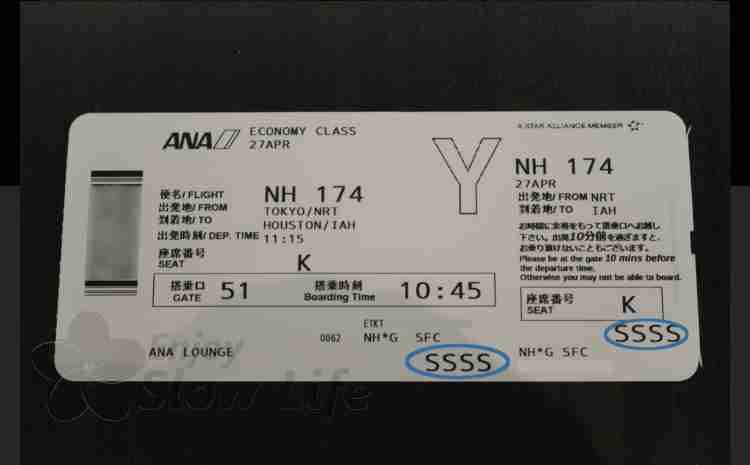 ANA
ECONOMY CLASS
27APR
便名/FLIGHT NH 174
出発地/FROM TOKYO/NRT
到着地/TO HOUSTON/IAH
出発時刻/DEP. TIME 11:15
座席番号
SEAT K
搭乗口
GATE 51
搭乗時刻
Boarding Time 10:45
ETKT
0062 NH*G SFC
ANA LOUNGE
SSSS
Y
A STAR ALLIANCE MEMBER
NH 174
27APR
出発地/FROM NRT
到着地/TO IAH
お時間に余裕をもって搭乗口へお越し
下さい。出発10分前を過ぎますと、
お乗り頂けないこともございます。
Please be at the gate 10 mins before
the departure time.
Otherwise you may not be able to board.
座席番号
SEAT K
SSSS
NH*G SFC
Enjoy
Slow Life